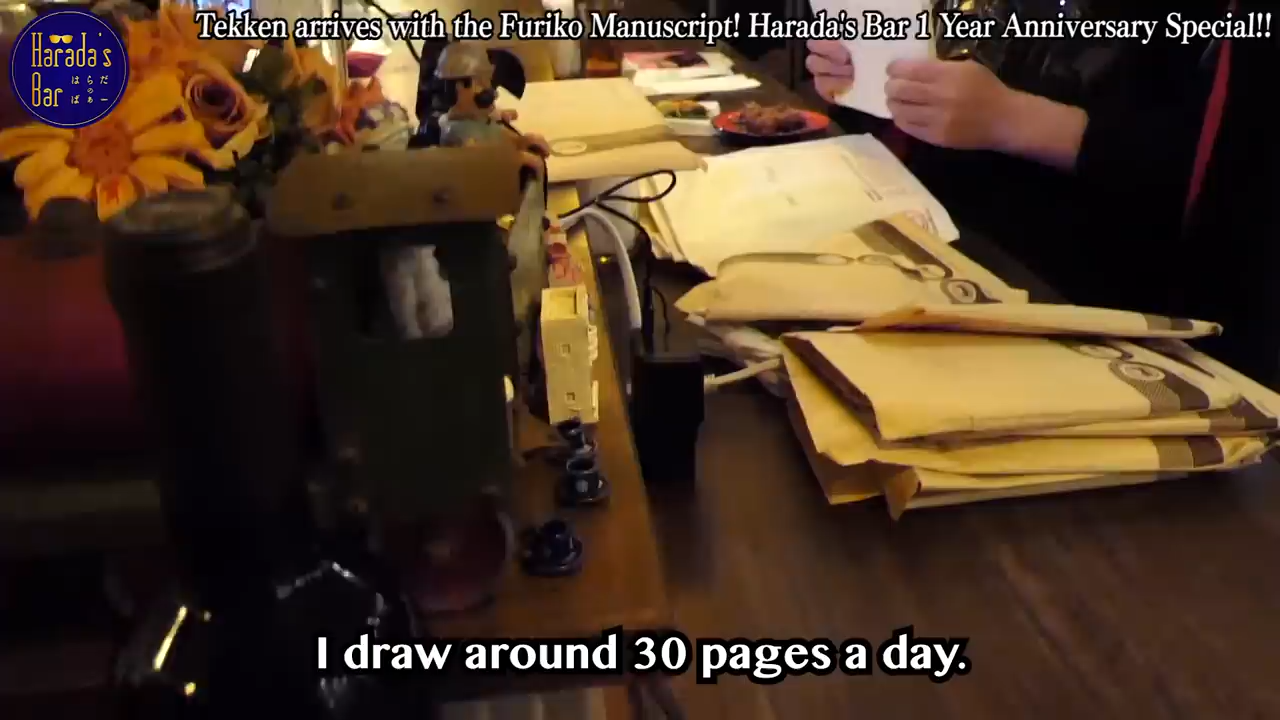 Tekken arrives with the Furiko Manuscript! Harada's Bar 1 Year Anniversary Special!!
Harada's
Bar
はらだ
の
ばぁー
I draw around 30 pages a day.